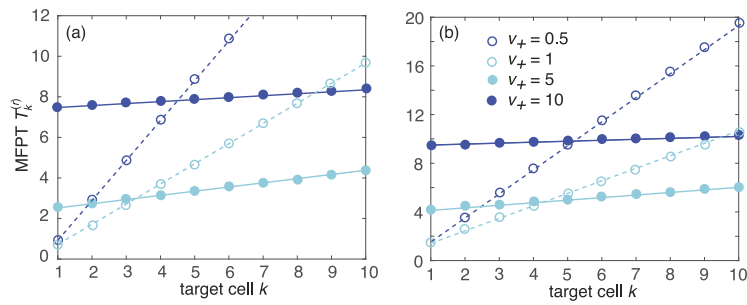 (a)
MFPT T_k^(r)
12
10
8
6
4
2
0
1 2 3 4 5 6 7 8 9 10
target cell k
(b)
v+ = 0.5
v+ = 1
v+ = 5
v+ = 10
20
16
12
8
4
0
1 2 3 4 5 6 7 8 9 10
target cell k